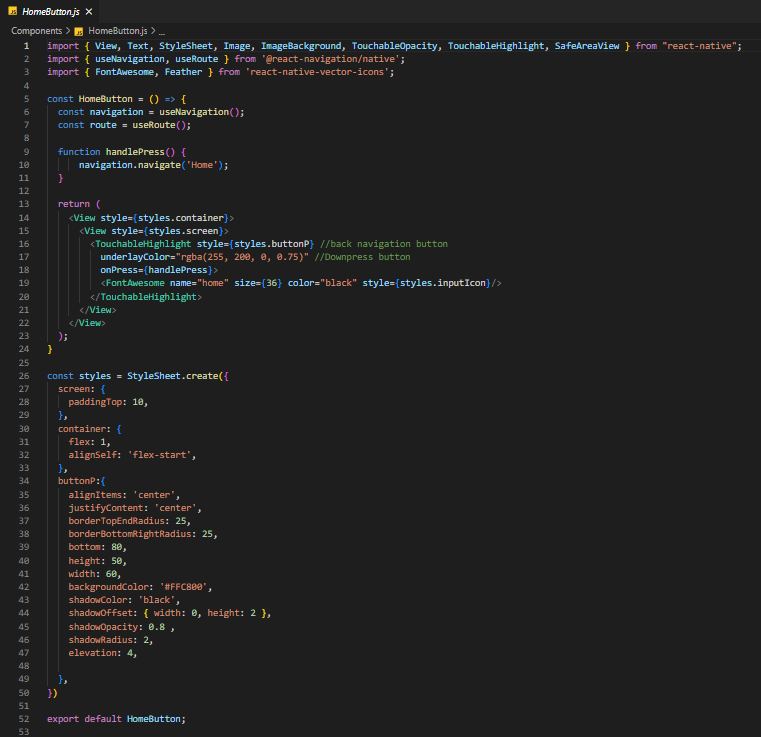 JS HomeButton.js ×
Components > JS HomeButton.js > ...
1 import { View, Text, StyleSheet, Image, ImageBackground, TouchableOpacity, TouchableHighlight, SafeAreaView } from "react-native";
2 import { useNavigation, useRoute } from '@react-navigation/native';
3 import { FontAwesome, Feather } from 'react-native-vector-icons';
4
5 const HomeButton = () => {
6   const navigation = useNavigation();
7   const route = useRoute();
8
9   function handlePress() {
10       navigation.navigate('Home');
11   }
12
13   return (
14     <View style={styles.container}>
15       <View style={styles.screen}>
16         <TouchableHighlight style={styles.buttonP} //back navigation button
17           underlayColor="rgba(255, 200, 0, 0.75)" //Downpress button
18           onPress={handlePress}>
19           <FontAwesome name="home" size={36} color="black" style={styles.inputIcon}/>
20         </TouchableHighlight>
21       </View>
22     </View>
23   );
24 }
25
26 const styles = StyleSheet.create({
27   screen: {
28     paddingTop: 10,
29   },
30   container: {
31     flex: 1,
32     alignSelf: 'flex-start',
33   },
34   buttonP:{
35     alignItems: 'center',
36     justifyContent: 'center',
37     borderTopEndRadius: 25,
38     borderBottomRightRadius: 25,
39     bottom: 80,
40     height: 50,
41     width: 60,
42     backgroundColor: '#FFC800',
43     shadowColor: 'black',
44     shadowOffset: { width: 0, height: 2 },
45     shadowOpacity: 0.8 ,
46     shadowRadius: 2,
47     elevation: 4,
48
49   },
50 })
51
52 export default HomeButton;
53